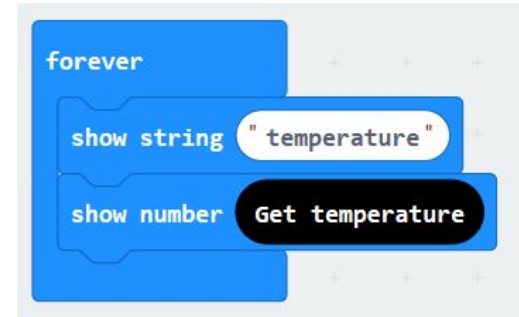 forever
show string " temperature "
show number Get temperature